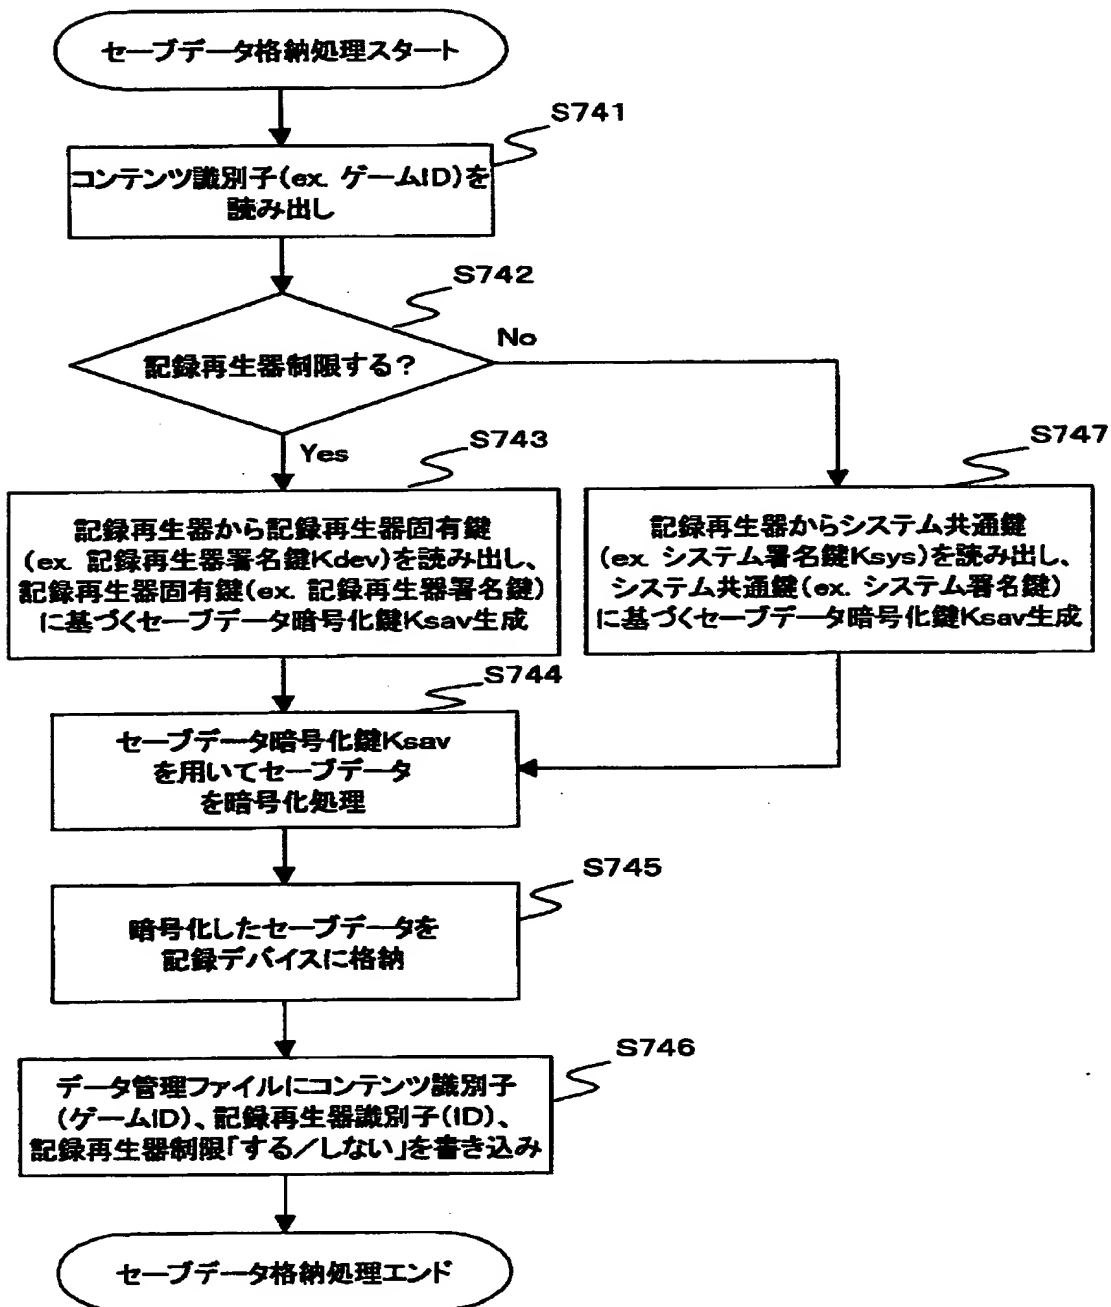 セーブデータ格納処理スタート
S741
コンテンツ識別子(ex. ゲームID)を
読み出し
S742
記録再生器制限する？
No
Yes
S743
記録再生器から記録再生器固有鍵
(ex. 記録再生器署名鍵Kdev)を読み出し、
記録再生器固有鍵(ex. 記録再生器署名鍵)
に基づくセーブデータ暗号化鍵Ksav生成
S747
記録再生器からシステム共通鍵
(ex. システム署名鍵Ksys)を読み出し、
システム共通鍵(ex. システム署名鍵)
に基づくセーブデータ暗号化鍵Ksav生成
S744
セーブデータ暗号化鍵Ksav
を用いてセーブデータ
を暗号化処理
S745
暗号化したセーブデータを
記録デバイスに格納
S746
データ管理ファイルにコンテンツ識別子
(ゲームID)、記録再生器識別子(ID)、
記録再生器制限「する／しない」を書き込み
セーブデータ格納処理エンド